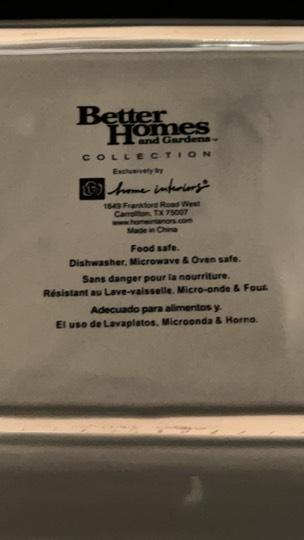 Better
Homes
and Gardens™
COLLECTION
Exclusively by
home interiors®
1649 Frankford Road West
Carrollton, TX 75007
www.homeinteriors.com
Made in China
Food safe.
Dishwasher, Microwave & Oven safe.
Sans danger pour la nourriture.
Résistant au Lave-vaisselle, Micro-onde & Four.
Adecuado para alimentos y.
El uso de Lavaplatos, Microonda & Horno.